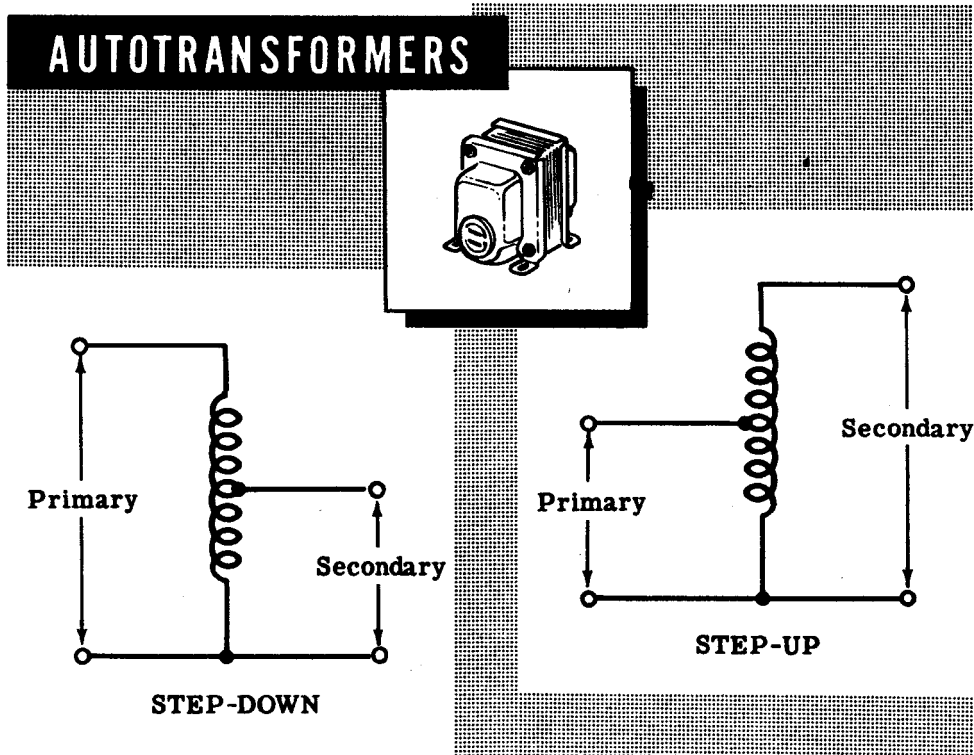 AUTOTRANSFORMERS
Primary
Secondary
STEP-DOWN
Primary
Secondary
STEP-UP